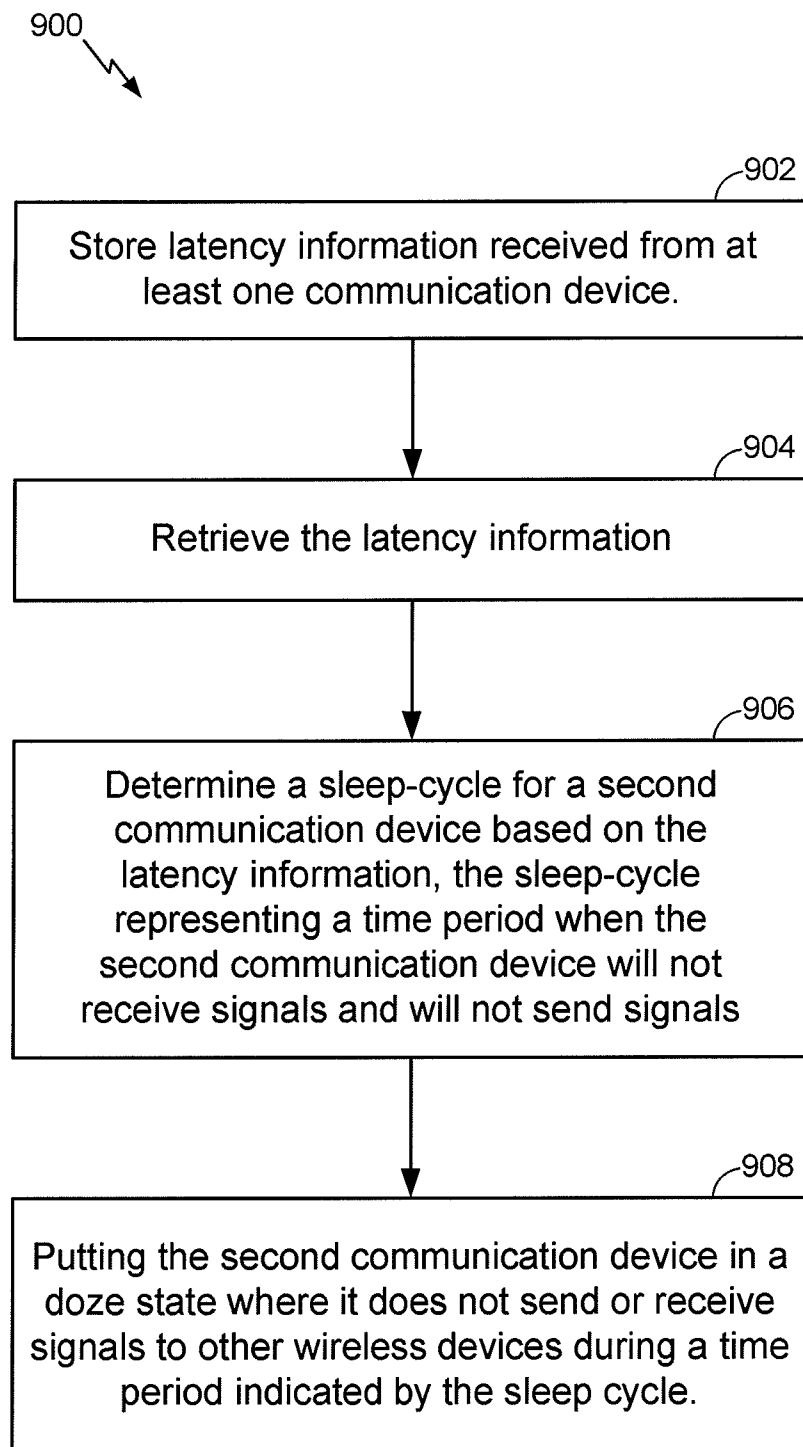 900
902
Store latency information received from at
least one communication device.
904
Retrieve the latency information
906
Determine a sleep-cycle for a second
communication device based on the
latency information, the sleep-cycle
representing a time period when the
second communication device will not
receive signals and will not send signals
908
Putting the second communication device in a
doze state where it does not send or receive
signals to other wireless devices during a time
period indicated by the sleep cycle.